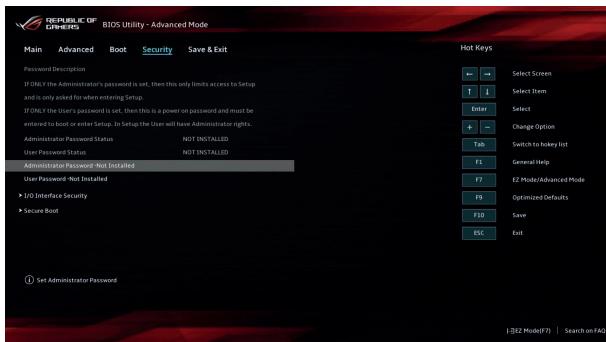 REPUBLIC OF
GAMERS
BIOS Utility - Advanced Mode
Main Advanced Boot Security Save & Exit
Hot Keys
Password Description
If ONLY the Administrator's password is set, then this only limits access to Setup
and is only asked for when entering Setup.
If ONLY the User's password is set, then this is a power on password and must be
entered to boot or enter Setup. In Setup the User will have Administrator rights.
Administrator Password Status NOT INSTALLED
User Password Status NOT INSTALLED
Administrator Password -Not Installed
User Password -Not Installed
> I/O Interface Security
> Secure Boot
← → Select Screen
↑ ↓ Select Item
Enter Select
+ - Change Option
Tab Switch to hokey list
F1 General Help
F7 EZ Mode/Advanced Mode
F9 Optimized Defaults
F10 Save
ESC Exit
i Set Administrator Password
EZ Mode(F7) | Search on FAQ